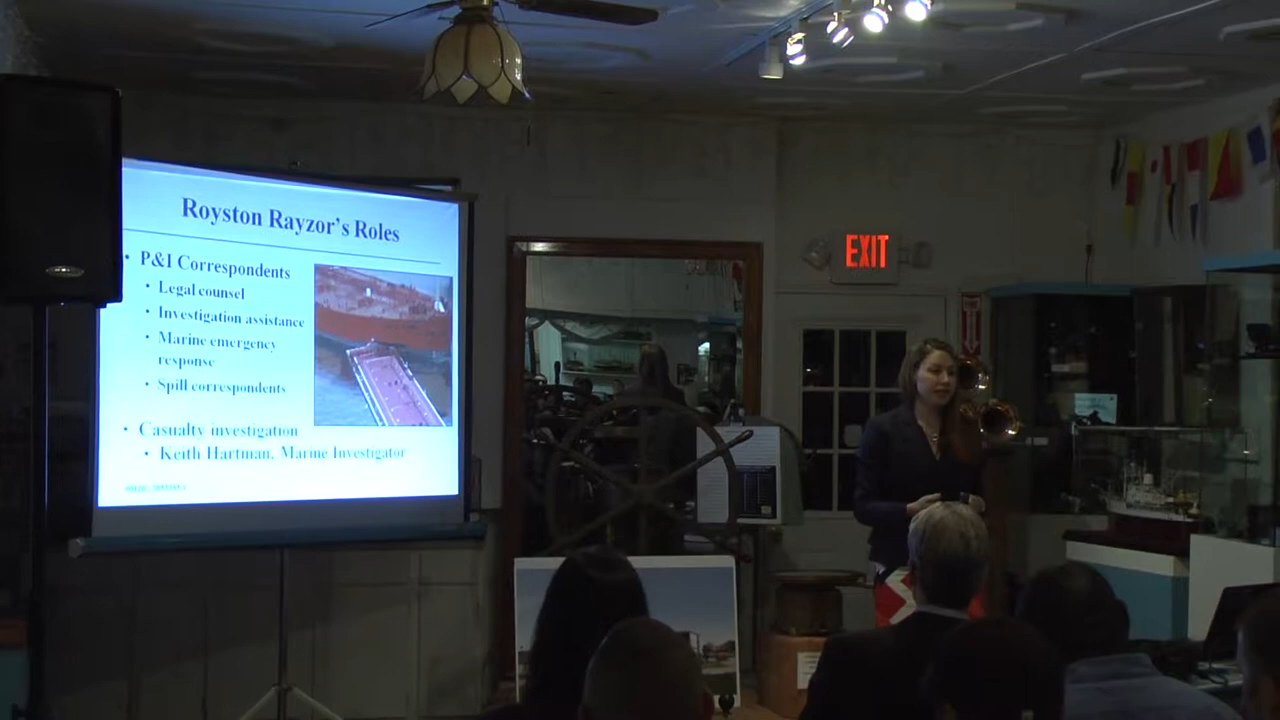 Royston Rayzor's Roles
• P&I Correspondents
• Legal counsel
• Investigation assistance
• Marine emergency
response
• Spill correspondents
• Casualty investigation
• Keith Hartman, Marine Investigator
EXIT